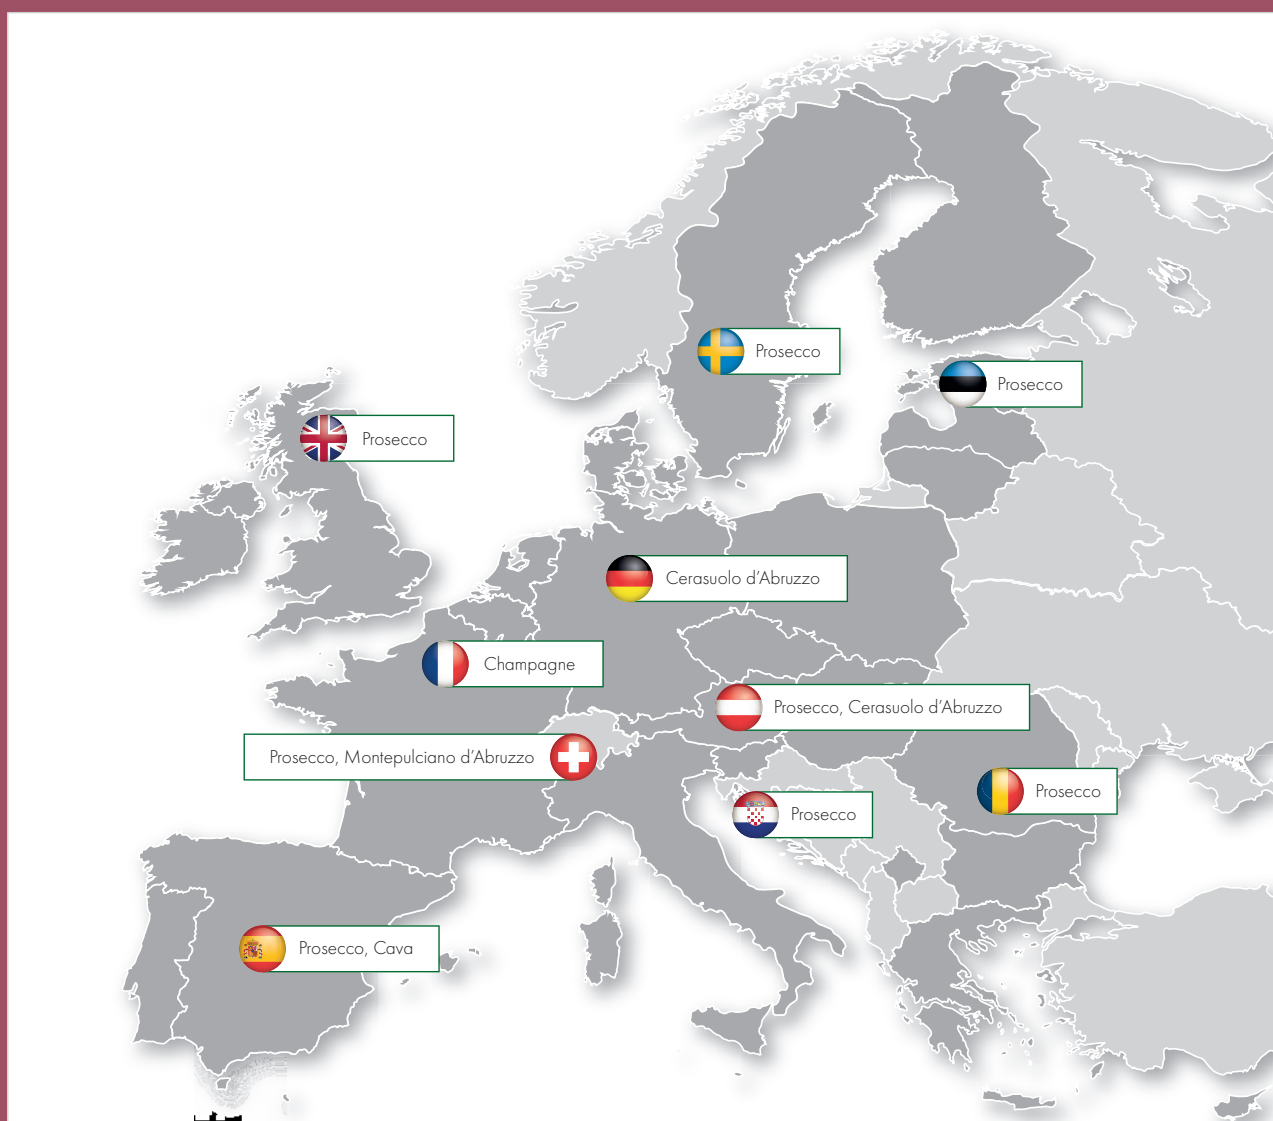 Prosecco
Prosecco
Prosecco
Cerasuolo d'Abruzzo
Champagne
Prosecco, Cerasuolo d'Abruzzo
Prosecco, Montepulciano d'Abruzzo
Prosecco
Prosecco
Prosecco, Cava